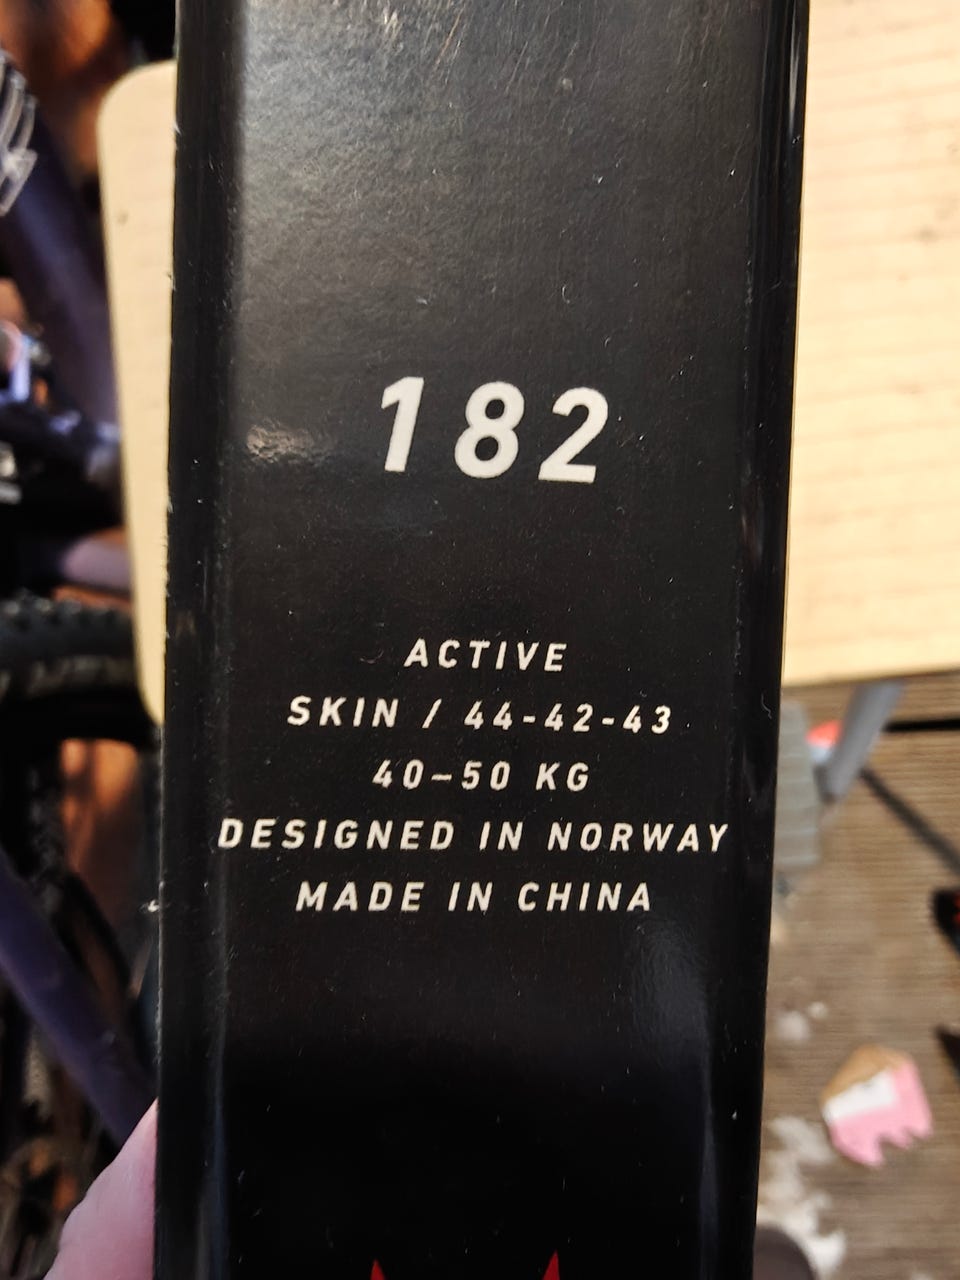 182
ACTIVE
SKIN / 44-42-43
40-50 KG
DESIGNED IN NORWAY
MADE IN CHINA